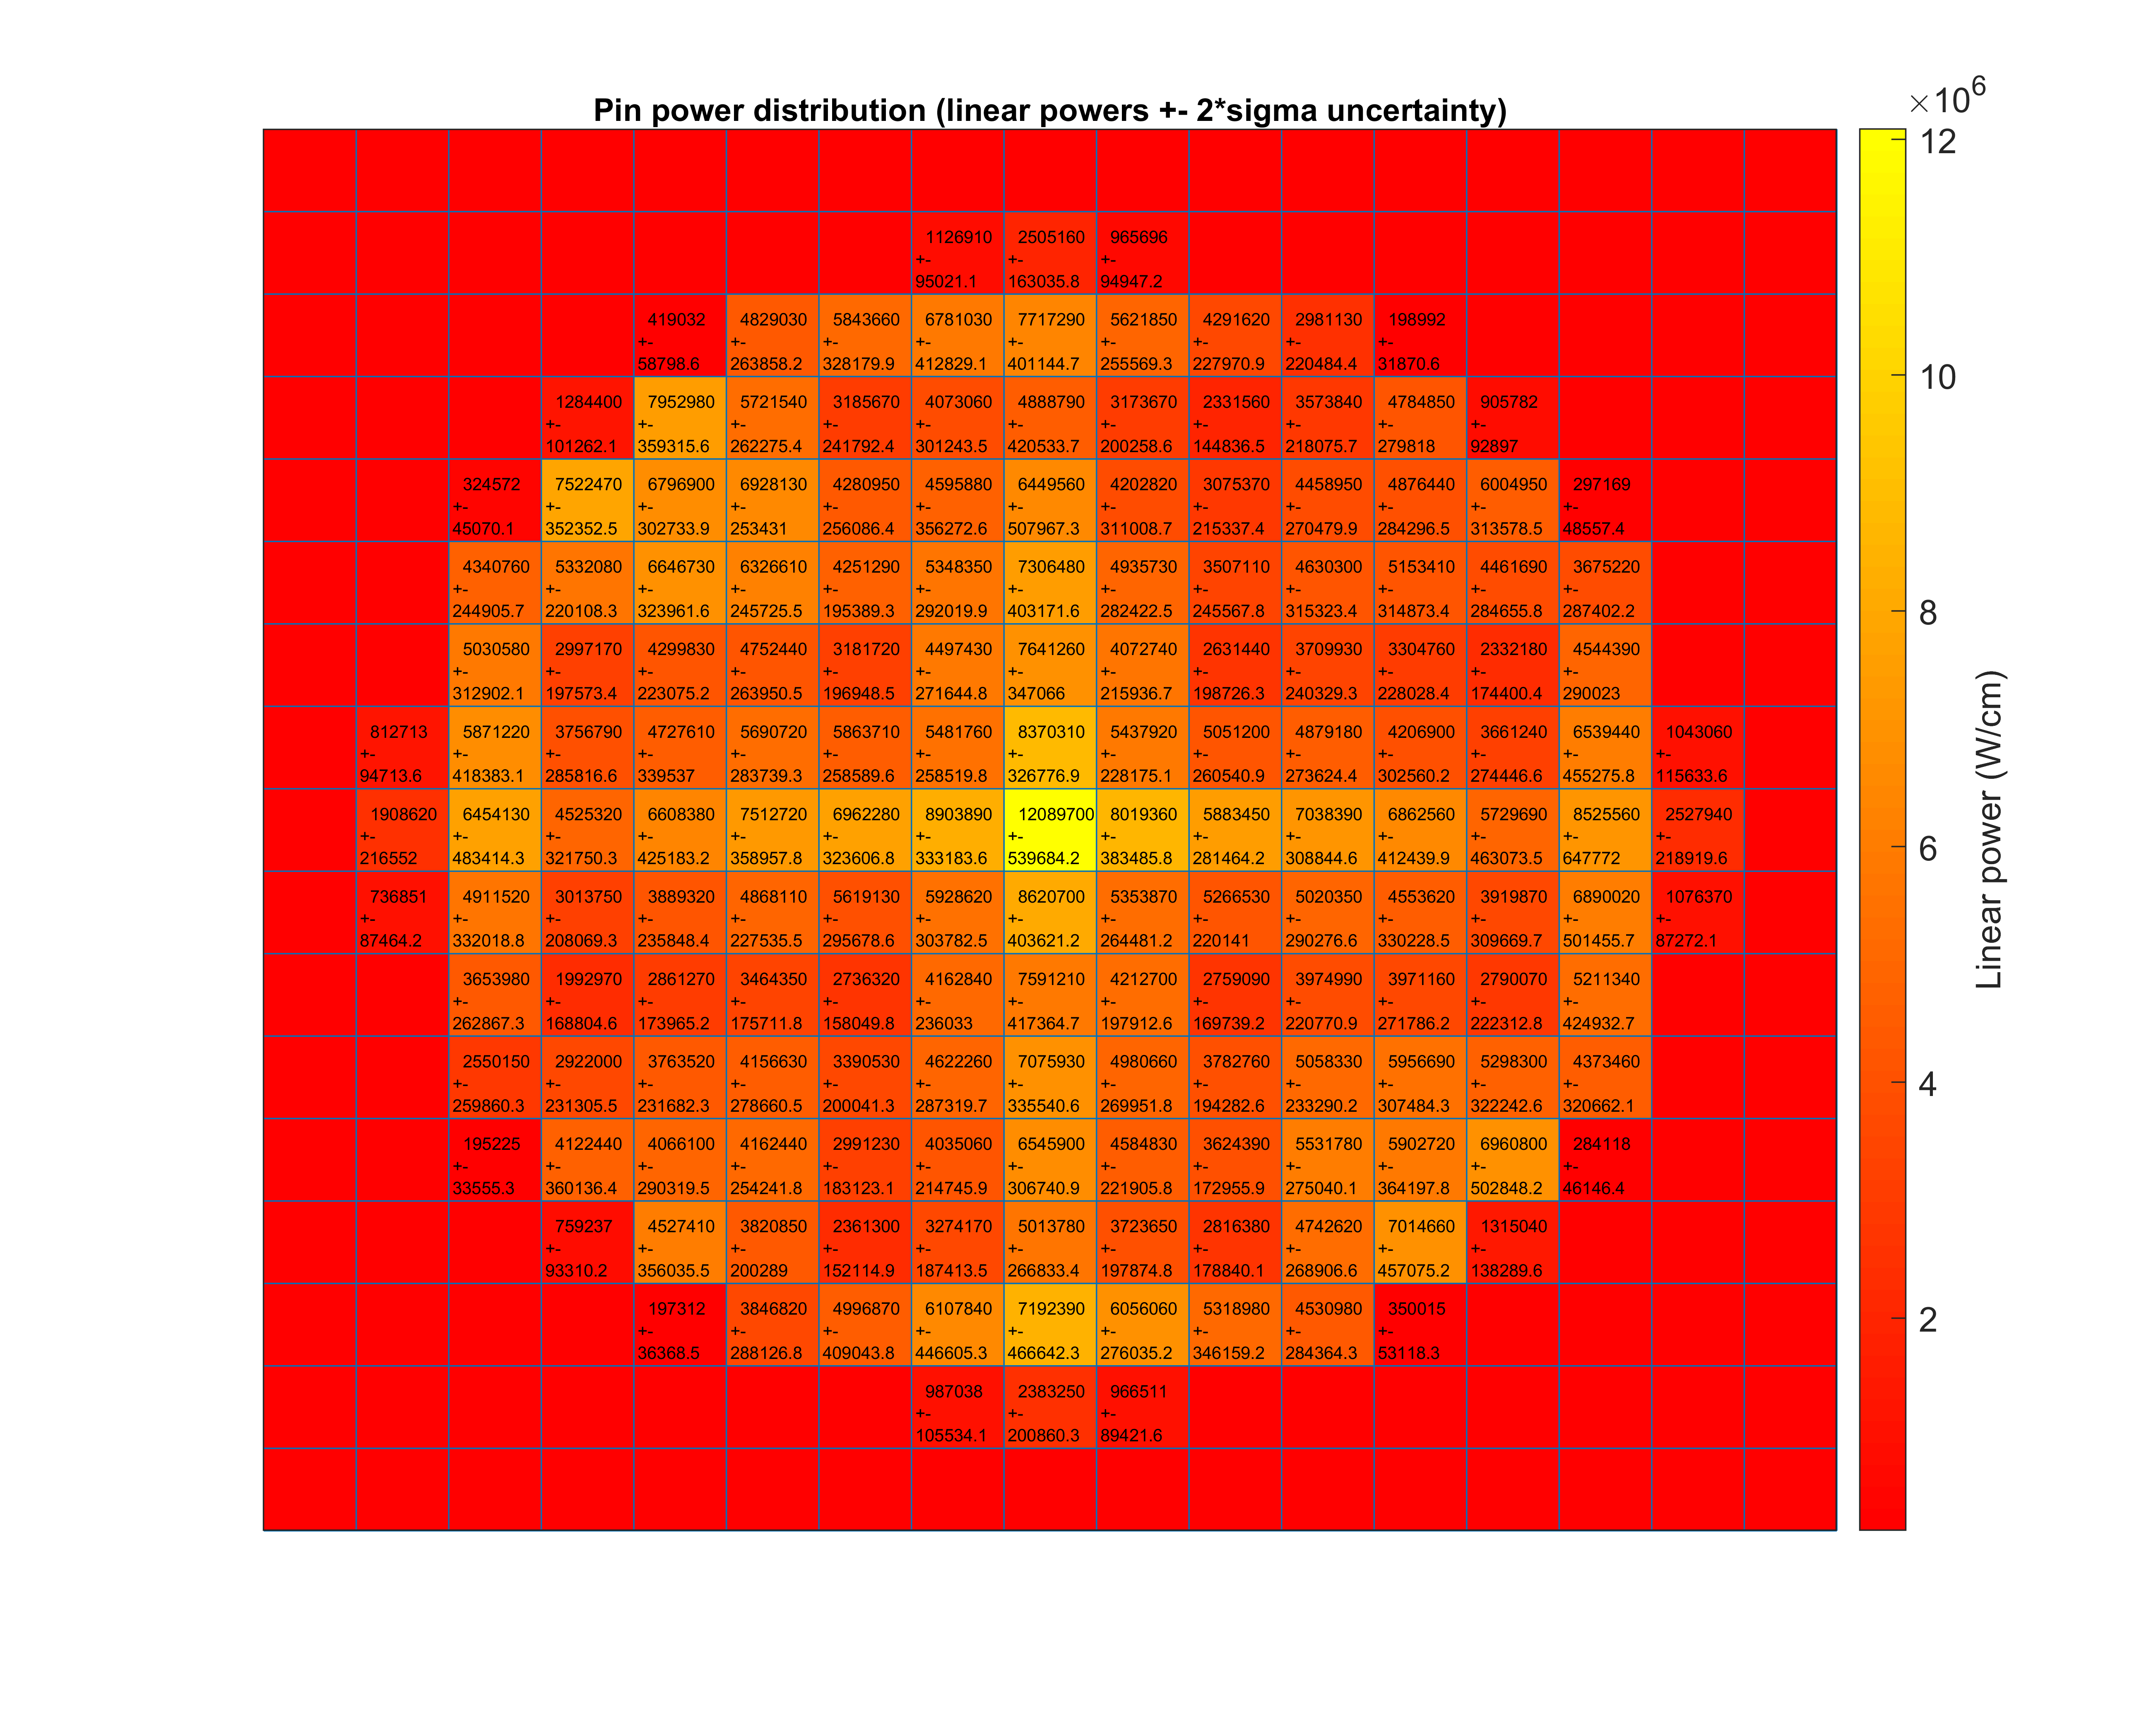 Pin power distribution (linear powers +- 2*sigma uncertainty)
×10^6
12
1126910 2505160 965696
+- +- +-
95021.1 163035.8 94947.2
419032 4829030 5843660 6781030 7717290 5621850 4291620 2981130 198992
+- +- +- +- +- +- +- +- +-
58798.6 263858.2 328179.9 412829.1 401144.7 255569.3 227970.9 220484.4 31870.6
10
1284400 7952980 5721540 3185670 4073060 4888790 3173670 2331560 3573840 4784850 905782
+- +- +- +- +- +- +- +- +- +- +-
101262.1 359315.6 262275.4 241792.4 301243.5 420533.7 200258.6 144836.5 218075.7 279818 92897
324572 7522470 6796900 6928130 4280950 4595880 6449560 4202820 3075370 4458950 4876440 6004950 297169
+- +- +- +- +- +- +- +- +- +- +- +- +-
45070.1 352352.5 302733.9 253431 256086.4 356272.6 507967.3 311008.7 215337.4 270479.9 284296.5 313578.5 48557.4
4340760 5332080 6646730 6326610 4251290 5348350 7306480 4935730 3507110 4630300 5153410 4461690 3675220
+- +- +- +- +- +- +- +- +- +- +- +- +-
244905.7 220108.3 323961.6 245725.5 195389.3 292019.9 403171.6 282422.5 245567.8 315323.4 314873.4 284655.8 287402.2
8
5030580 2997170 4299830 4752440 3181720 4497430 7641260 4072740 2631440 3709930 3304760 2332180 4544390
+- +- +- +- +- +- +- +- +- +- +- +- +-
312902.1 197573.4 223075.2 263950.5 196948.5 271644.8 347066 215936.7 198726.3 240329.3 228028.4 174400.4 290023
812713 5871220 3756790 4727610 5690720 5863710 5481760 8370310 5437920 5051200 4879180 4206900 3661240 6539440 1043060
+- +- +- +- +- +- +- +- +- +- +- +- +- +- +-
94713.6 418383.1 285816.6 339537 283739.3 258589.6 258519.8 326776.9 228175.1 260540.9 273624.4 302560.2 274446.6 455275.8 115633.6
Linear power (W/cm)
1908620 6454130 4525320 6608380 7512720 6962280 8903890 12089700 8019360 5883450 7038390 6862560 5729690 8525560 2527940
+- +- +- +- +- +- +- +- +- +- +- +- +- +- +-
216552 483414.3 321750.3 425183.2 358957.8 323606.8 333183.6 539684.2 383485.8 281464.2 308844.6 412439.9 463073.5 647772 218919.6
6
736851 4911520 3013750 3889320 4868110 5619130 5928620 8620700 5353870 5266530 5020350 4553620 3919870 6890020 1076370
+- +- +- +- +- +- +- +- +- +- +- +- +- +- +-
87464.2 332018.8 208069.3 235848.4 227535.5 295678.6 303782.5 403621.2 264481.2 220141 290276.6 330228.5 309669.7 501455.7 87272.1
3653980 1992970 2861270 3464350 2736320 4162840 7591210 4212700 2759090 3974990 3971160 2790070 5211340
+- +- +- +- +- +- +- +- +- +- +- +- +-
262867.3 168804.6 173965.2 175711.8 158049.8 236033 417364.7 197912.6 169739.2 220770.9 271786.2 222312.8 424932.7
2550150 2922000 3763520 4156630 3390530 4622260 7075930 4980660 3782760 5058330 5956690 5298300 4373460
+- +- +- +- +- +- +- +- +- +- +- +- +-
259860.3 231305.5 231682.3 278660.5 200041.3 287319.7 335540.6 269951.8 194282.6 233290.2 307484.3 322242.6 320662.1
4
195225 4122440 4066100 4162440 2991230 4035060 6545900 4584830 3624390 5531780 5902720 6960800 284118
+- +- +- +- +- +- +- +- +- +- +- +- +-
33555.3 360136.4 290319.5 254241.8 183123.1 214745.9 306740.9 221905.8 172955.9 275040.1 364197.8 502848.2 46146.4
759237 4527410 3820850 2361300 3274170 5013780 3723650 2816380 4742620 7014660 1315040
+- +- +- +- +- +- +- +- +- +- +-
93310.2 356035.5 200289 152114.9 187413.5 266833.4 197874.8 178840.1 268906.6 457075.2 138289.6
197312 3846820 4996870 6107840 7192390 6056060 5318980 4530980 350015
+- +- +- +- +- +- +- +- +-
36368.5 288126.8 409043.8 446605.3 466642.3 276035.2 346159.2 284364.3 53118.3
2
987038 2383250 966511
+- +- +-
105534.1 200860.3 89421.6